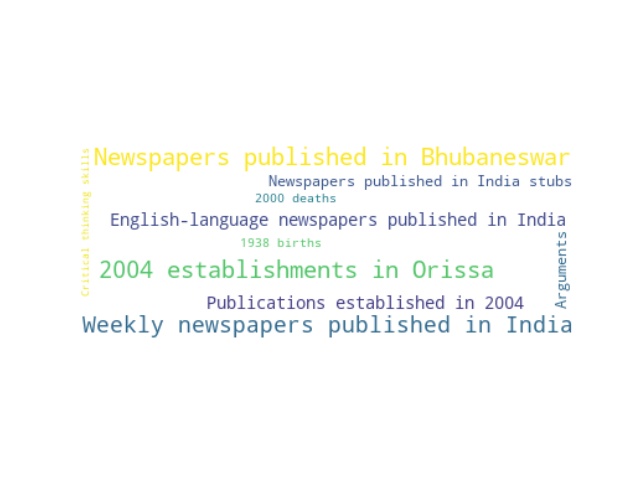 Newspapers published in Bhubaneswar
Newspapers published in India stubs
2000 deaths
English-language newspapers published in India
1938 births
2004 establishments in Orissa
Publications established in 2004
Weekly newspapers published in India
Critical thinking skills
Arguments